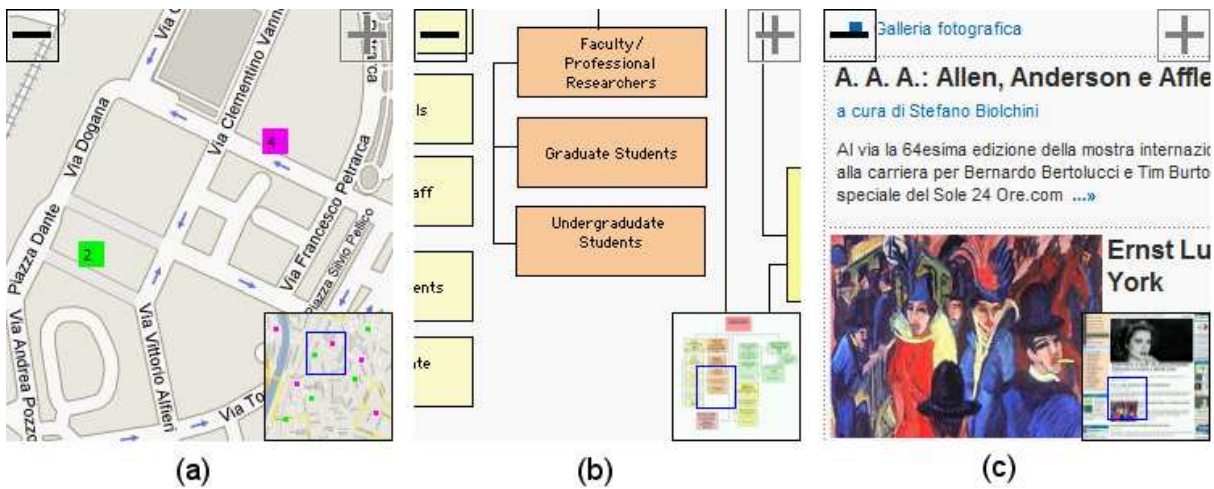 Via C
Via Clementino Vann
trarca
Via Dogana
4
Via Francesco Petrarca
Piazza Dante
2
Piazza Silvio Pellico
Via Andrea Pozzo
Via Vittorio Alfieri
Via To
(a)
Faculty/
Professional
Researchers
ls
Graduate Students
aff
Undergradudate
Students
ents
ate
(b)
Galleria fotografica
A. A. A.: Allen, Anderson e Affle
a cura di Stefano Biolchini
Al via la 64esima edizione della mostra internazio
alla carriera per Bernardo Bertolucci e Tim Burto
speciale del Sole 24 Ore.com ...»
Ernst Lu
York
(c)